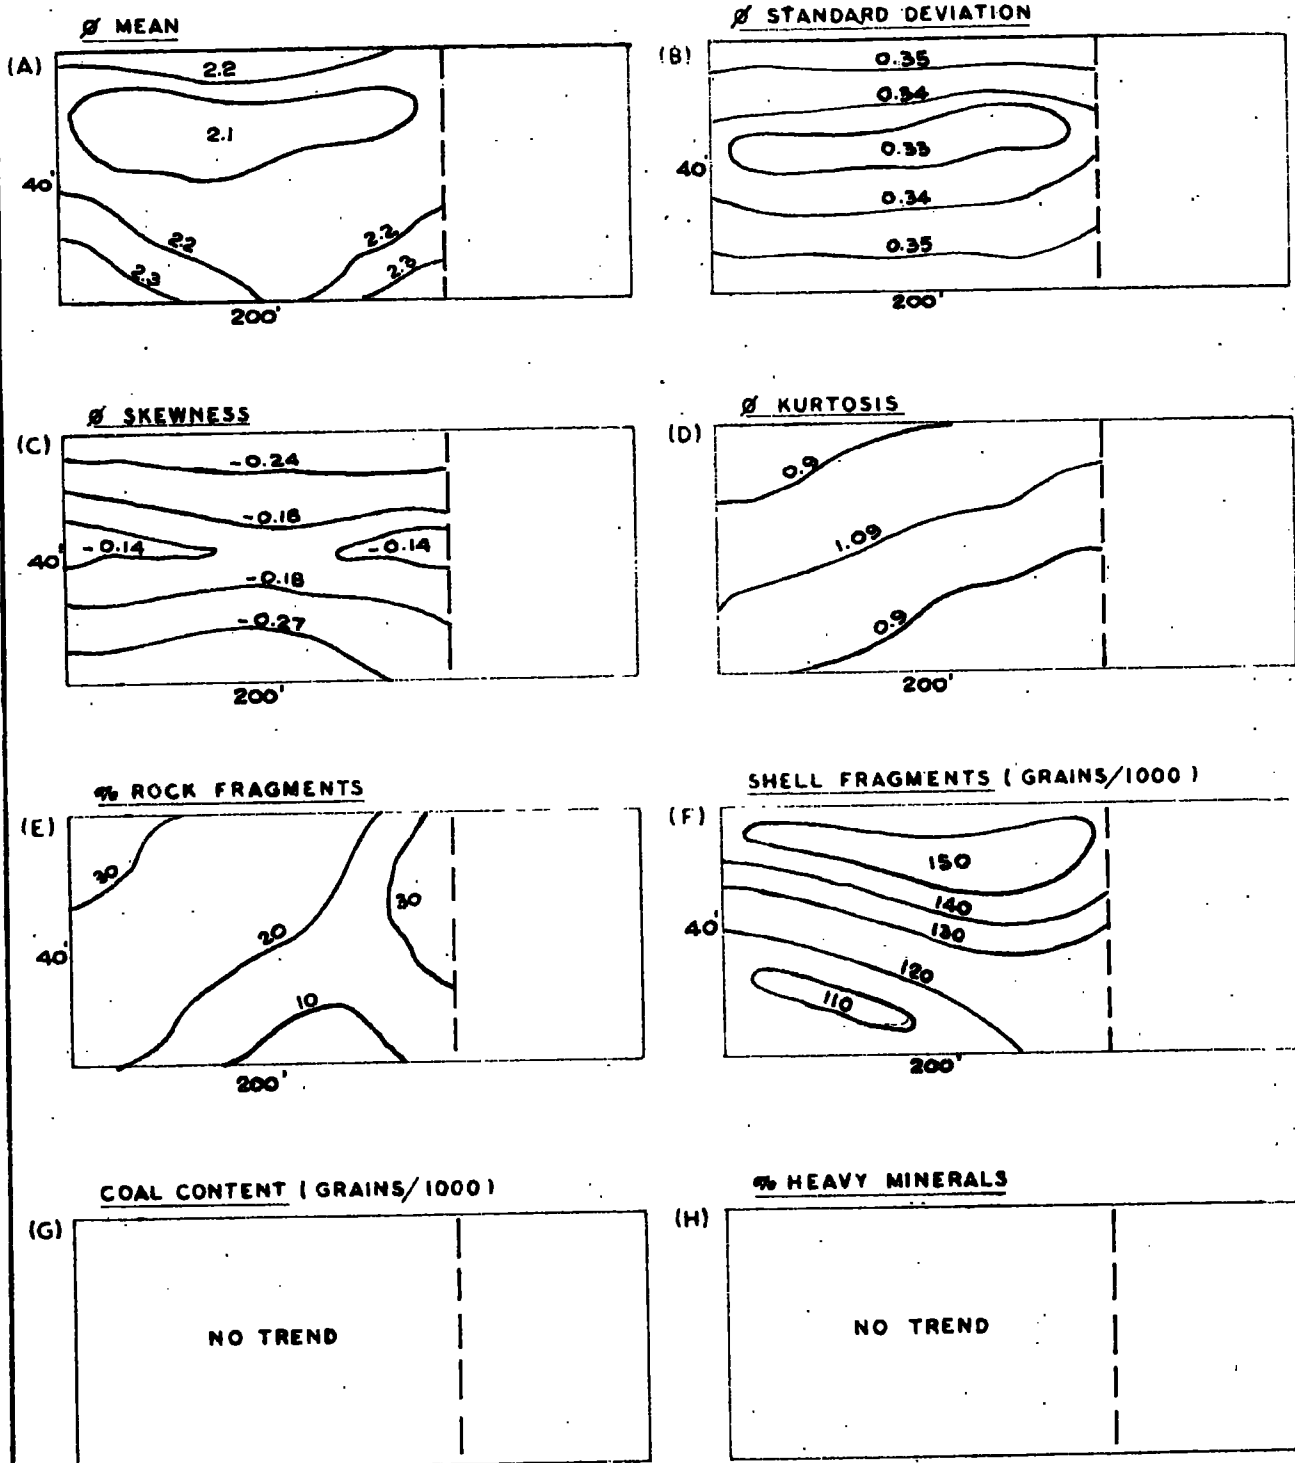 Ø MEAN
(A)
2.2
2.1
40'
2.2
2.2
2.3
2.3
200'
Ø STANDARD DEVIATION
(B)
0.35
0.34
0.33
40'
0.34
0.35
200'
Ø SKEWNESS
(C)
-0.24
-0.18
-0.14
-0.14
40'
-0.18
-0.27
200'
Ø KURTOSIS
(D)
0.9
1.09
0.9
200'
% ROCK FRAGMENTS
(E)
30
30
20
40'
10
200'
SHELL FRAGMENTS (GRAINS/1000)
(F)
150
140
40'
130
120
110
200'
COAL CONTENT (GRAINS/1000)
(G)
NO TREND
% HEAVY MINERALS
(H)
NO TREND